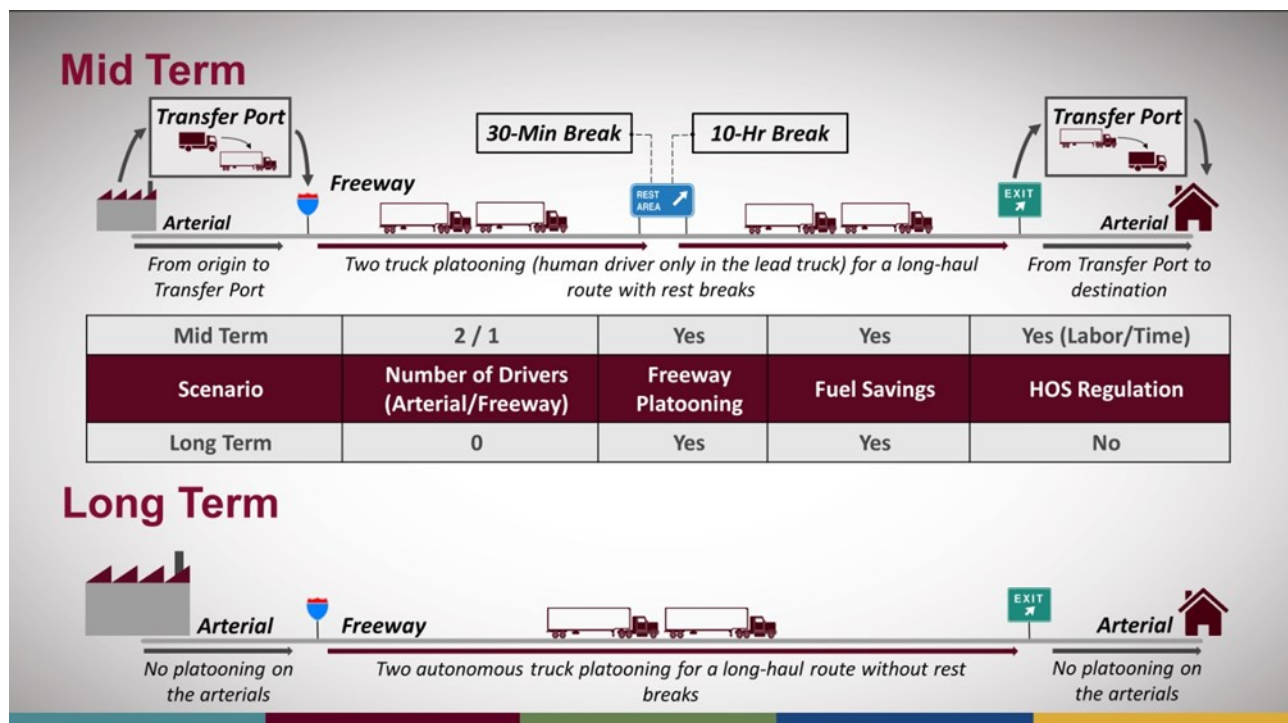 Mid Term
Transfer Port
30-Min Break
10-Hr Break
Transfer Port
Freeway
REST
AREA
EXIT
Arterial
Arterial
From origin to
Transfer Port
Two truck platooning (human driver only in the lead truck) for a long-haul
route with rest breaks
From Transfer Port to
destination
Mid Term 2 / 1 Yes Yes Yes (Labor/Time)
Scenario Number of Drivers
(Arterial/Freeway) Freeway
Platooning Fuel Savings HOS Regulation
Long Term 0 Yes Yes No
Long Term
EXIT
Arterial
Freeway
Arterial
No platooning on
the arterials
Two autonomous truck platooning for a long-haul route without rest
breaks
No platooning on
the arterials